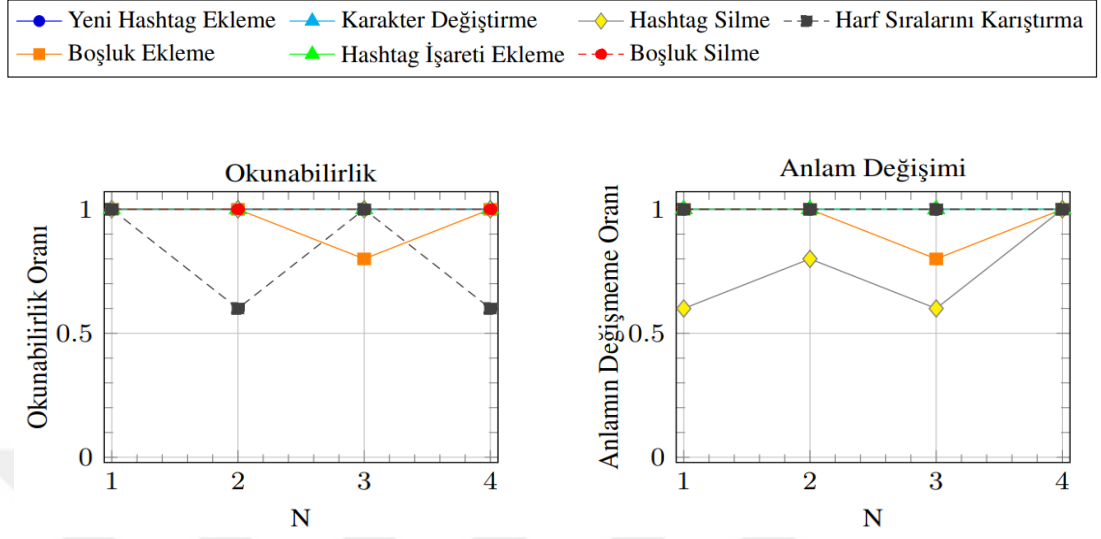 Yeni Hashtag Ekleme Karakter Değiştirme Hashtag Silme Harf Sıralarını Karıştırma
Boşluk Ekleme Hashtag İşareti Ekleme Boşluk Silme
Okunabilirlik
Okunabilirlik Oranı
1
0.5
0
1 2 3 4
N
Anlam Değişimi
Anlamın Değişmeme Oranı
1
0.5
0
1 2 3 4
N